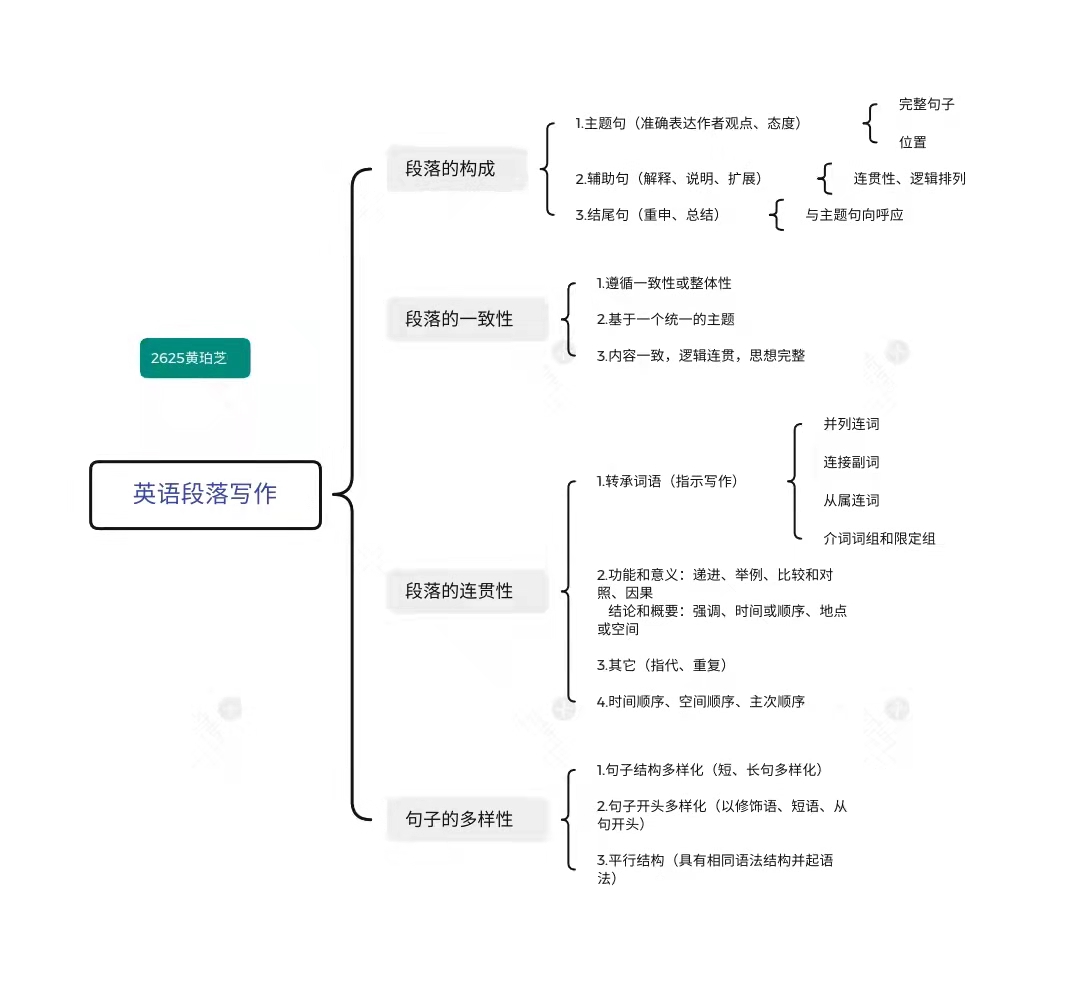 2625黄珀芝
英语段落写作
段落的构成
1.主题句（准确表达作者观点、态度）
完整句子
位置
2.辅助句（解释、说明、扩展）
连贯性、逻辑排列
3.结尾句（重申、总结）
与主题句向呼应
段落的一致性
1.遵循一致性或整体性
2.基于一个统一的主题
3.内容一致，逻辑连贯，思想完整
段落的连贯性
1.转承词语（指示写作）
并列连词
连接副词
从属连词
介词词组和限定组
2.功能和意义：递进、举例、比较和对
照、因果
结论和概要：强调、时间或顺序、地点
或空间
3.其它（指代、重复）
4.时间顺序、空间顺序、主次顺序
句子的多样性
1.句子结构多样化（短、长句多样化）
2.句子开头多样化（以修饰语、短语、从
句开头）
3.平行结构（具有相同语法结构并起语
法）